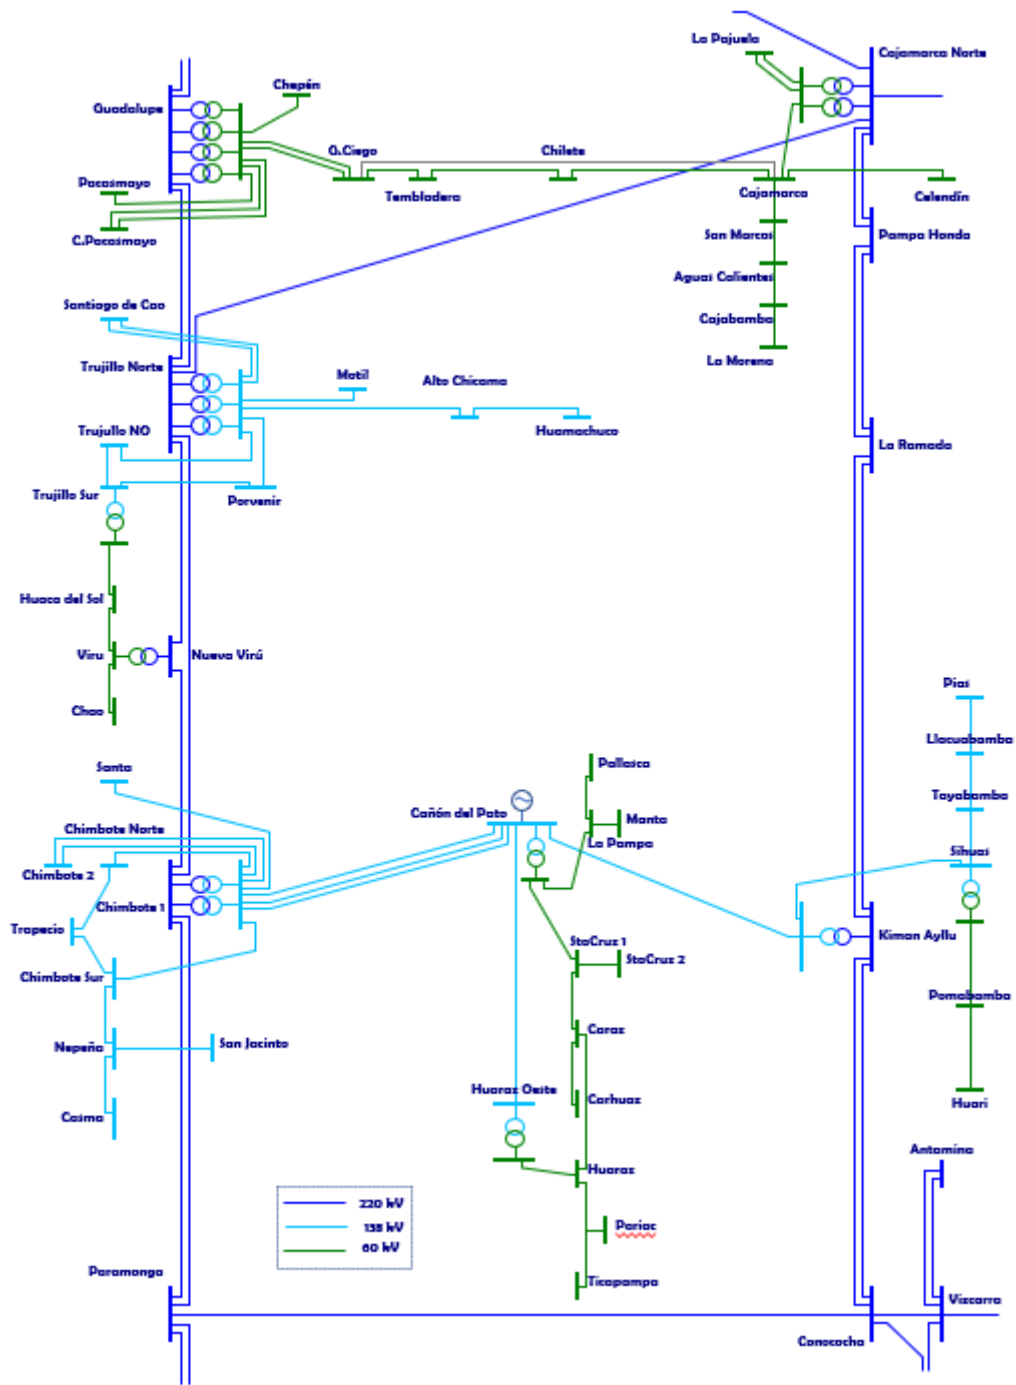 La Pajuela
Cajamarca Norte
Guadalupe
Chepén
G.Ciego
Chilete
Pacasmayo
Tembladera
Cajamarca
Celendín
C.Pacasmayo
San Marcos
Pampa Honda
Aguas Calientes
Santiago de Cao
Cajabamba
Trujillo Norte
La Morena
Motil
Alto Chicama
Trujullo NO
Huamachuco
La Ramada
Trujillo Sur
Porvenir
Huaca del Sol
Viru
Nueva Virú
Chao
Pias
Llacuabamba
Santa
Pallasca
Tayabamba
Cañón del Pato
Manta
Chimbote Norte
La Pampa
Sihuas
Chimbote 2
Chimbote 1
Trapecio
Kiman Ayllu
StaCruz 1
StaCruz 2
Chimbote Sur
Pomabamba
Caraz
Nepeña
San Jacinto
Huaraz Oeste
Carhuaz
Huari
Casma
Antamina
Huaraz
220 kV
138 kV
60 kV
Pariac
Paramonga
Ticapampa
Vizcarra
Conococha